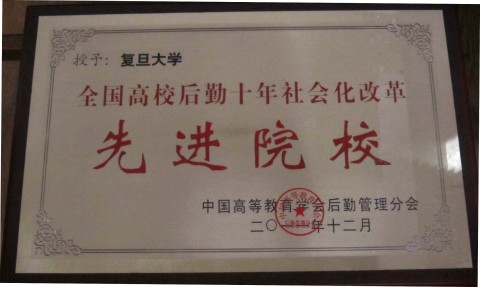 授予：复旦大学
全国高校后勤十年社会化改革
先进院校
中国高等教育学会后勤管理分会
二〇 年十二月